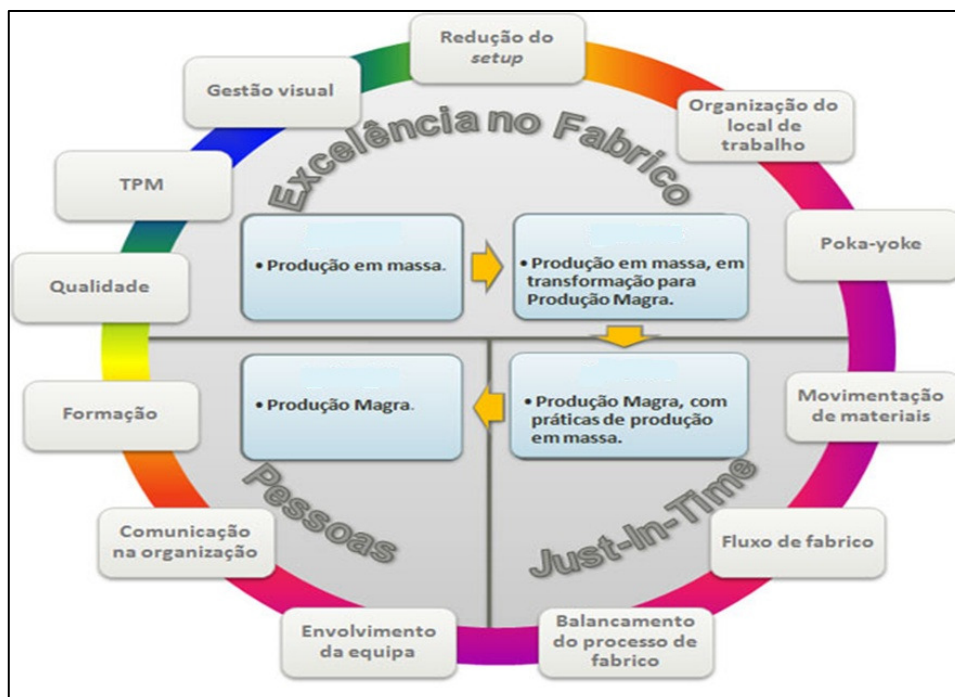 Redução do
setup
Gestão visual
Organização do
local de
trabalho
Excelência no Fabrico
TPM
Poka-yoke
Qualidade
• Produção em massa.
• Produção em massa, em
transformação para
Produção Magra.
Formação
• Produção Magra.
• Produção Magra, com
práticas de produção
em massa.
Movimentação
de materiais
Pessoas
Just-In-Time
Comunicação
na organização
Fluxo de fabrico
Envolvimento
da equipa
Balancamento
do processo de
fabrico